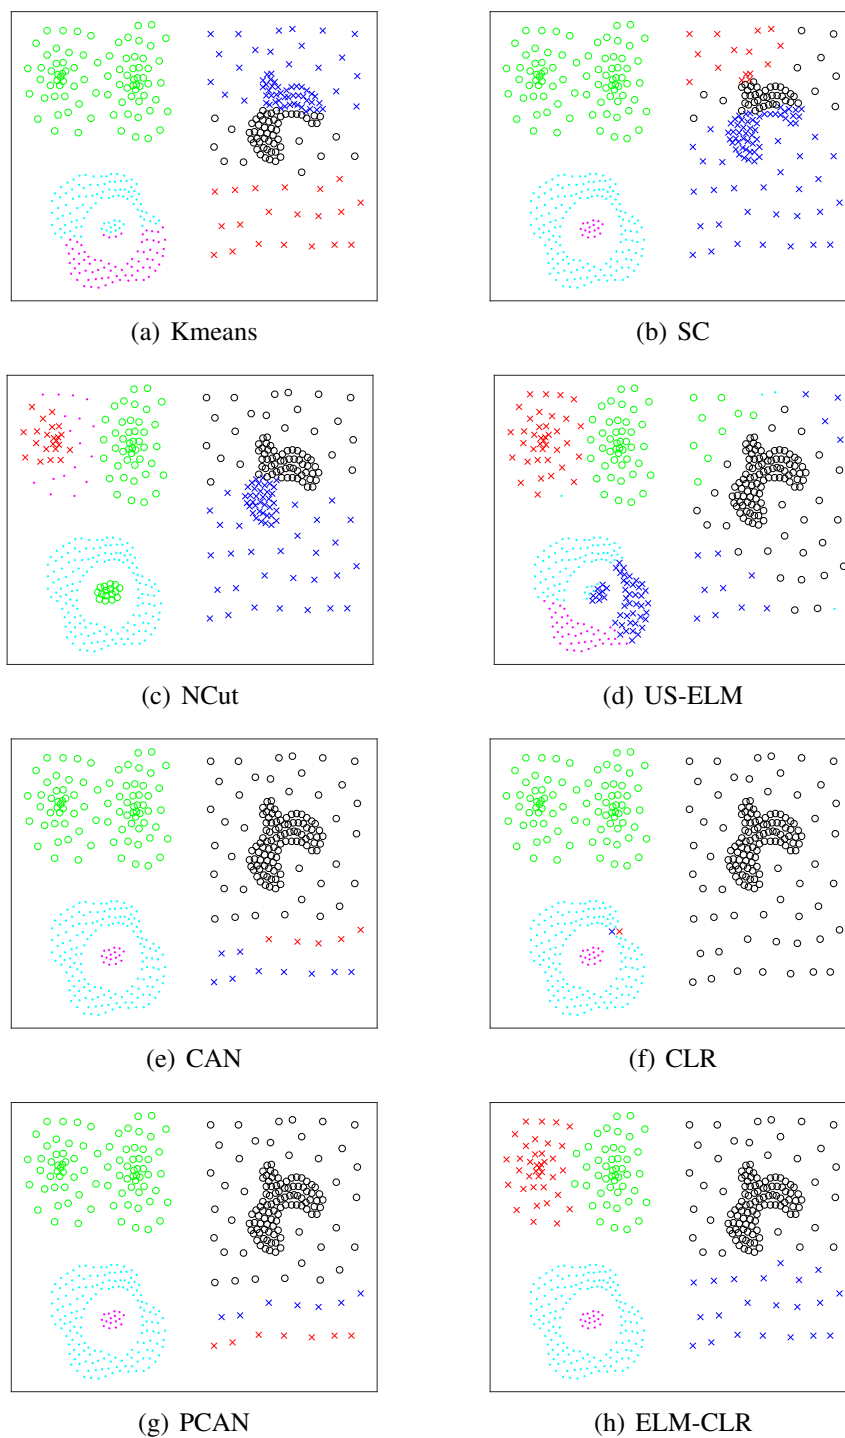 (a) Kmeans
(b) SC
(c) NCut
(d) US-ELM
(e) CAN
(f) CLR
(g) PCAN
(h) ELM-CLR